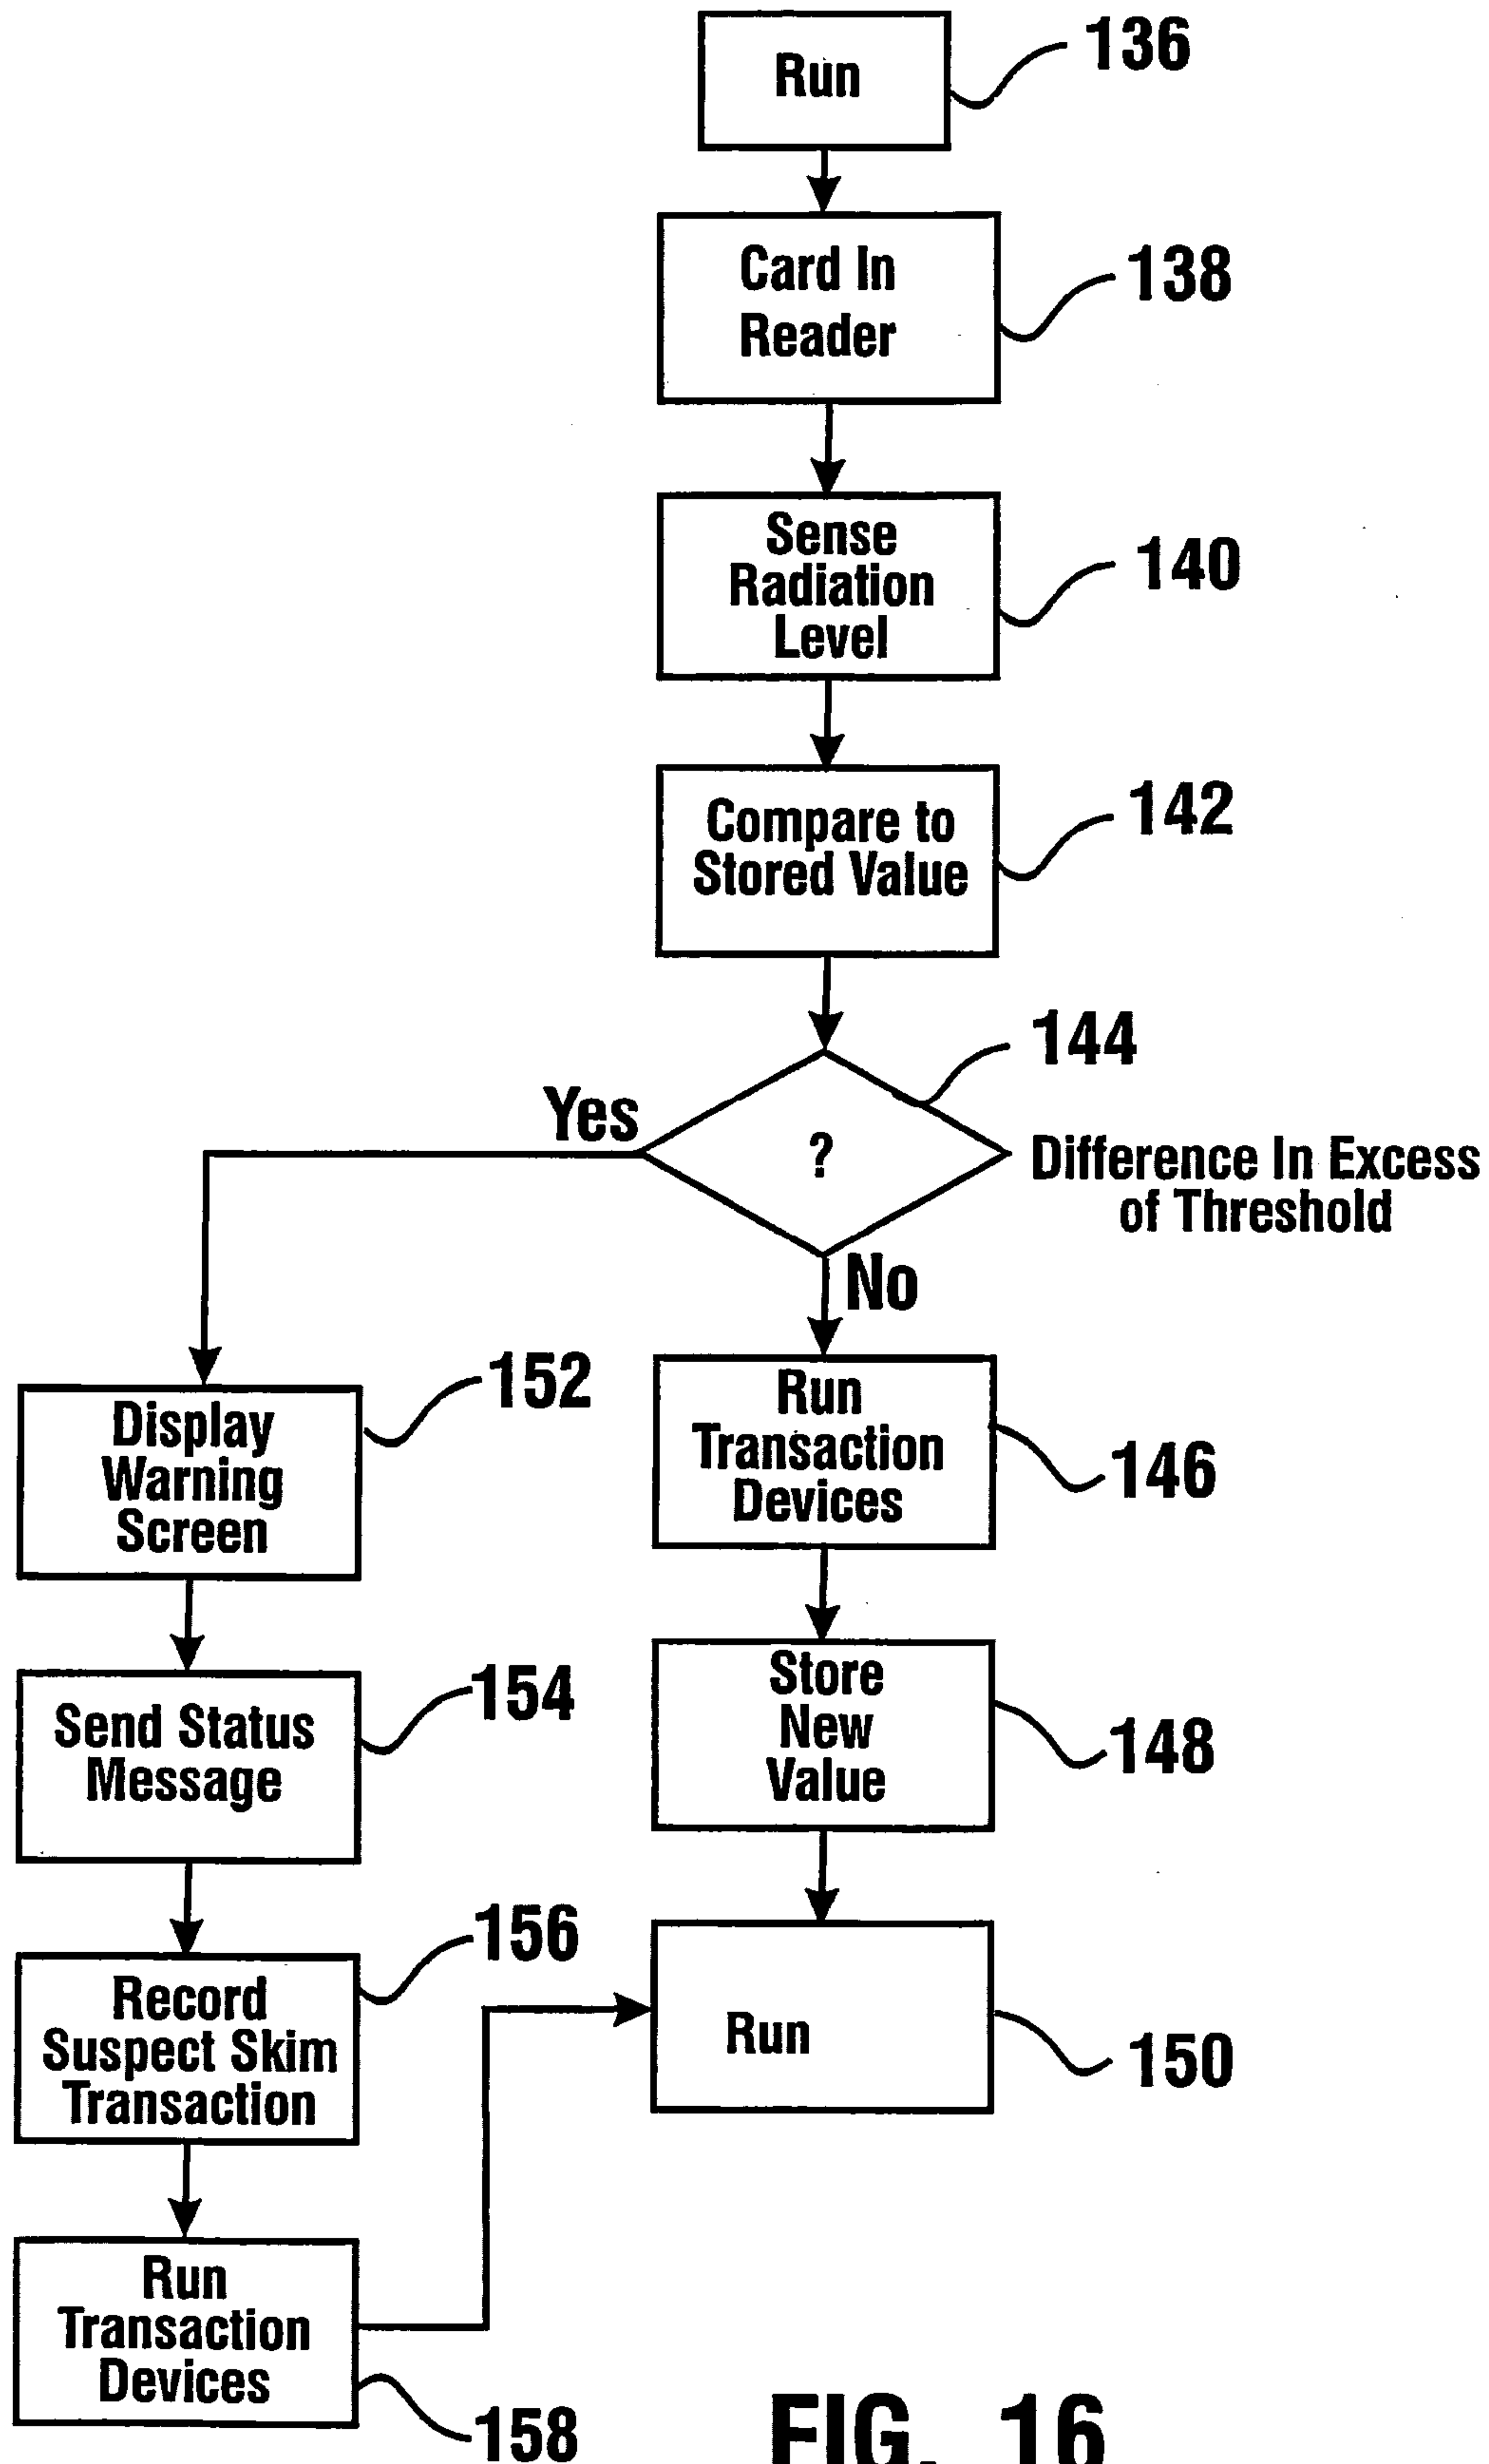 Run
136
Card In
Reader
138
Sense
Radiation
Level
140
Compare to
Stored Value
142
144
Yes
?
Difference In Excess
of Threshold
No
Display
Warning
Screen
152
Run
Transaction
Devices
146
Send Status
Message
154
Store
New
Value
148
Record
Suspect Skim
Transaction
156
Run
150
Run
Transaction
Devices
158
FIG. 16